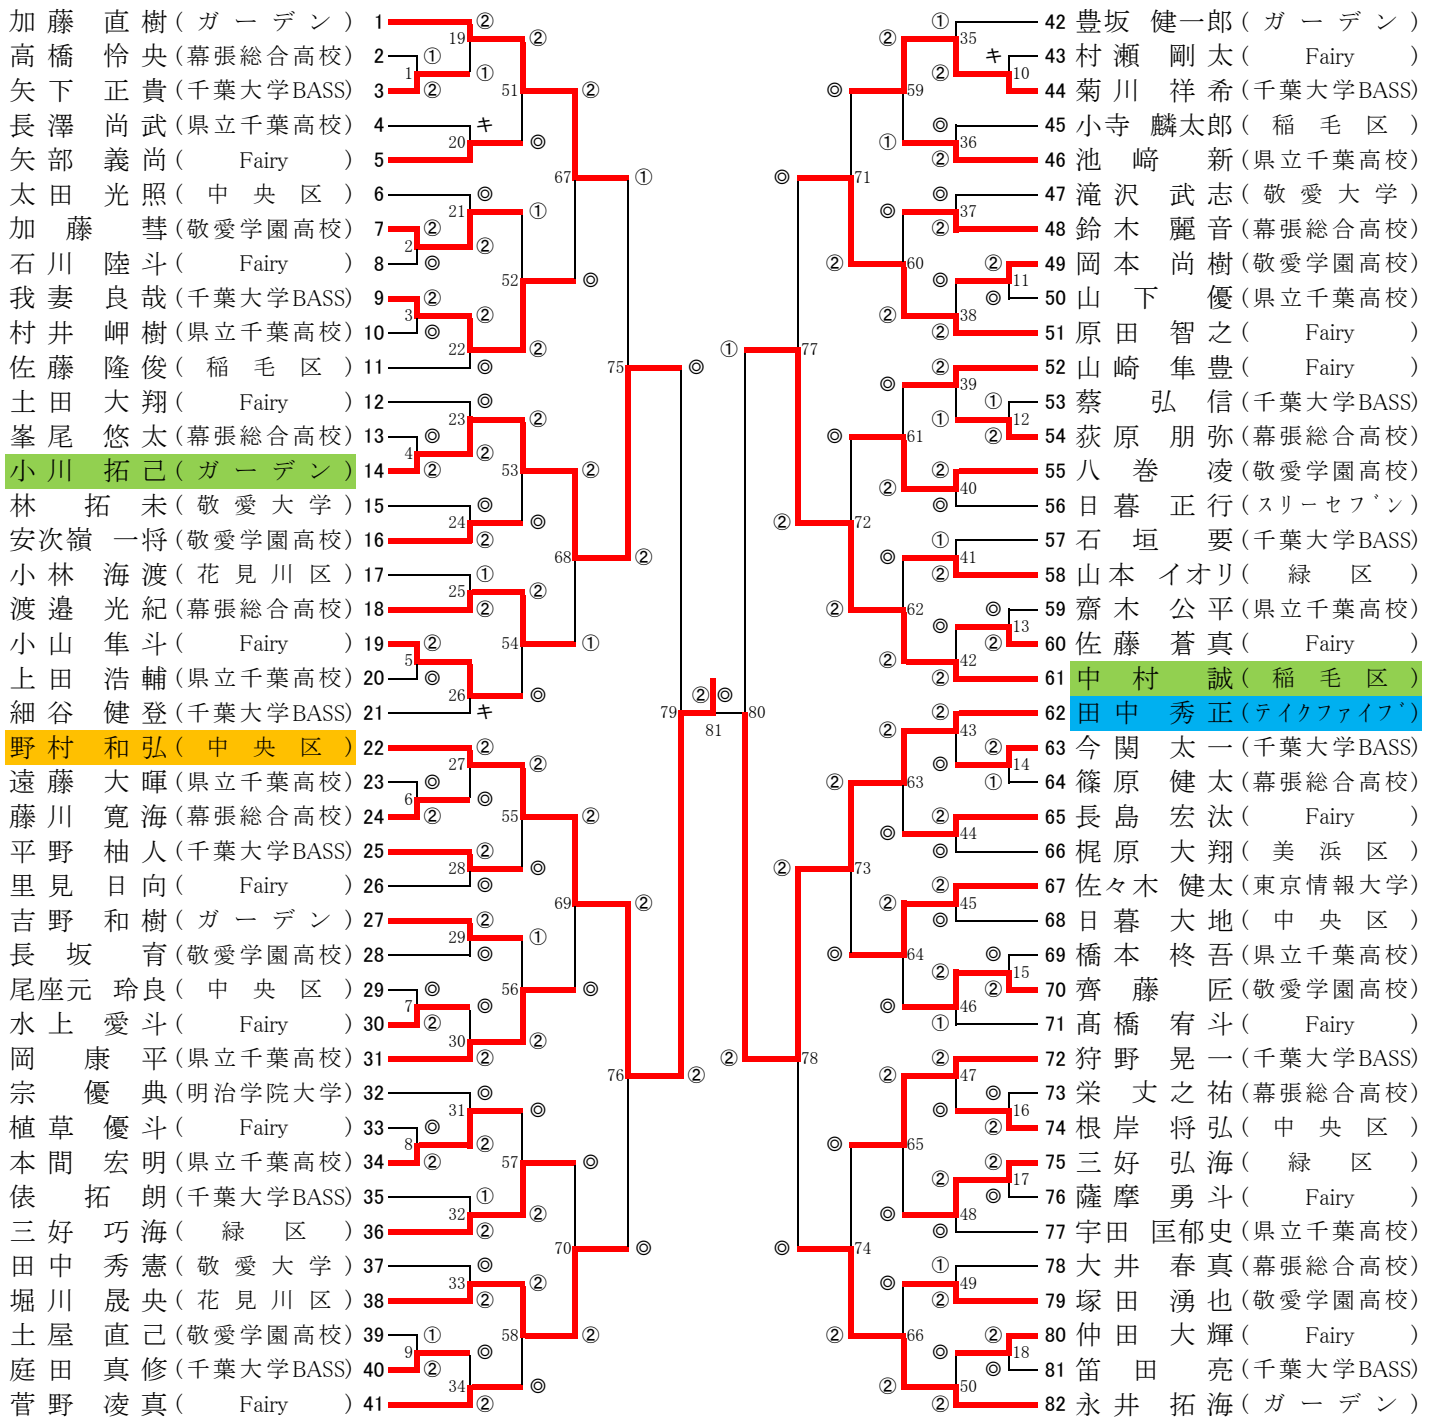 加藤 直樹 (ガーデン) 1
高橋 怜央 (幕張総合高校) 2
矢下 正貴 (千葉大学BASS) 3
長澤 尚武 (県立千葉高校) 4
矢部 義尚 (Fairy) 5
太田 光照 (中央区) 6
加藤 彗 (敬愛学園高校) 7
石川 陸斗 (Fairy) 8
我妻 良哉 (千葉大学BASS) 9
村井 岬樹 (県立千葉高校) 10
佐藤 隆俊 (稲毛区) 11
土田 大翔 (Fairy) 12
峯尾 悠太 (幕張総合高校) 13
小川 拓己 (ガーデン) 14
林 拓未 (敬愛大学) 15
安次嶺 一将 (敬愛学園高校) 16
小林 海渡 (花見川区) 17
渡邉 光紀 (幕張総合高校) 18
小山 隼斗 (Fairy) 19
上田 浩輔 (県立千葉高校) 20
細谷 健登 (千葉大学BASS) 21
野村 和弘 (中央区) 22
遠藤 大暉 (県立千葉高校) 23
藤川 寛海 (幕張総合高校) 24
平野 柚人 (千葉大学BASS) 25
里見 日向 (Fairy) 26
吉野 和樹 (ガーデン) 27
長坂 育 (敬愛学園高校) 28
尾座元 玲良 (中央区) 29
水上 愛斗 (Fairy) 30
岡 康平 (県立千葉高校) 31
宗 優典 (明治学院大学) 32
植草 優斗 (Fairy) 33
本間 宏明 (県立千葉高校) 34
俵 拓朗 (千葉大学BASS) 35
三好 巧海 (緑区) 36
田中 秀憲 (敬愛大学) 37
堀川 晟央 (花見川区) 38
土屋 直己 (敬愛学園高校) 39
庭田 真修 (千葉大学BASS) 40
菅野 凌真 (Fairy) 41
42 豊坂 健一郎 (ガーデン)
43 村瀬 剛太 (Fairy)
44 菊川 祥希 (千葉大学BASS)
45 小寺 麟太郎 (稲毛区)
46 池﨑 新 (県立千葉高校)
47 滝沢 武志 (敬愛大学)
48 鈴木 麗音 (幕張総合高校)
49 岡本 尚樹 (敬愛学園高校)
50 山下 優 (県立千葉高校)
51 原田 智之 (Fairy)
52 山崎 隼豊 (Fairy)
53 蔡 弘信 (千葉大学BASS)
54 荻原 朋弥 (幕張総合高校)
55 八巻 凌 (敬愛学園高校)
56 日暮 正行 (スリーセブン)
57 石垣 要 (千葉大学BASS)
58 山本 イオリ (緑区)
59 齋木 公平 (県立千葉高校)
60 佐藤 蒼真 (Fairy)
61 中村 誠 (稲毛区)
62 田中 秀正 (テイクファイブ)
63 今関 太一 (千葉大学BASS)
64 篠原 健太 (幕張総合高校)
65 長島 宏汰 (Fairy)
66 梶原 大翔 (美浜区)
67 佐々木 健太 (東京情報大学)
68 日暮 大地 (中央区)
69 橋本 柊吾 (県立千葉高校)
70 齊藤 匠 (敬愛学園高校)
71 髙橋 宥斗 (Fairy)
72 狩野 晃一 (千葉大学BASS)
73 栄 丈之祐 (幕張総合高校)
74 根岸 将弘 (中央区)
75 三好 弘海 (緑区)
76 薩摩 勇斗 (Fairy)
77 宇田 匡郁史 (県立千葉高校)
78 大井 春真 (幕張総合高校)
79 塚田 湧也 (敬愛学園高校)
80 仲田 大輝 (Fairy)
81 笛田 亮 (千葉大学BASS)
82 永井 拓海 (ガーデン)